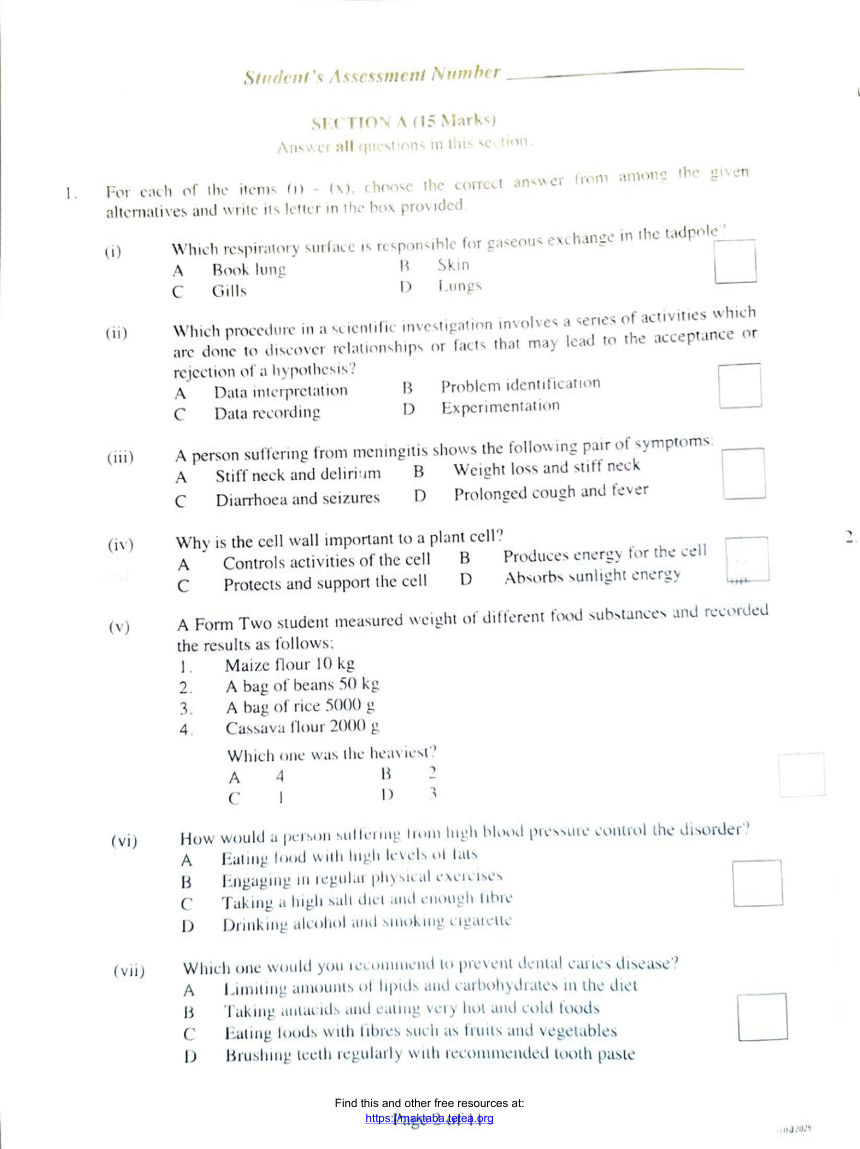 Student's Assessment Number
SECTION A (15 Marks)
Answer all questions in this section.
1. For each of the items (i) - (x), choose the correct answer from among the given
alternatives and write its letter in the box provided.
(i) Which respiratory surface is responsible for gaseous exchange in the tadpole?
A Book lung B Skin
C Gills D Lungs
(ii) Which procedure in a scientific investigation involves a series of activities which
are done to discover relationships or facts that may lead to the acceptance or
rejection of a hypothesis?
A Data interpretation B Problem identification
C Data recording D Experimentation
(iii) A person suffering from meningitis shows the following pair of symptoms:
A Stiff neck and delirium B Weight loss and stiff neck
C Diarrhoea and seizures D Prolonged cough and fever
(iv) Why is the cell wall important to a plant cell?
2.
A Controls activities of the cell B Produces energy for the cell
C Protects and support the cell D Absorbs sunlight energy
(v) A Form Two student measured weight of different food substances and recorded
the results as follows;
1. Maize flour 10 kg
2. A bag of beans 50 kg
3. A bag of rice 5000 g
4. Cassava flour 2000 g
Which one was the heaviest?
A 4 B 2
C 1 D 3
(vi) How would a person suffering from high blood pressure control the disorder?
A Eating food with high levels of fats
B Engaging in regular physical exercises
C Taking a high salt diet and enough fibre
D Drinking alcohol and smoking cigarette
(vii) Which one would you recommend to prevent dental caries disease?
A Limiting amounts of lipids and carbohydrates in the diet
B Taking antacids and eating very hot and cold foods
C Eating foods with fibres such as fruits and vegetables
D Brushing teeth regularly with recommended tooth paste
Find this and other free resources at:
https://maktaba.tetea.org
Page 2 of 11